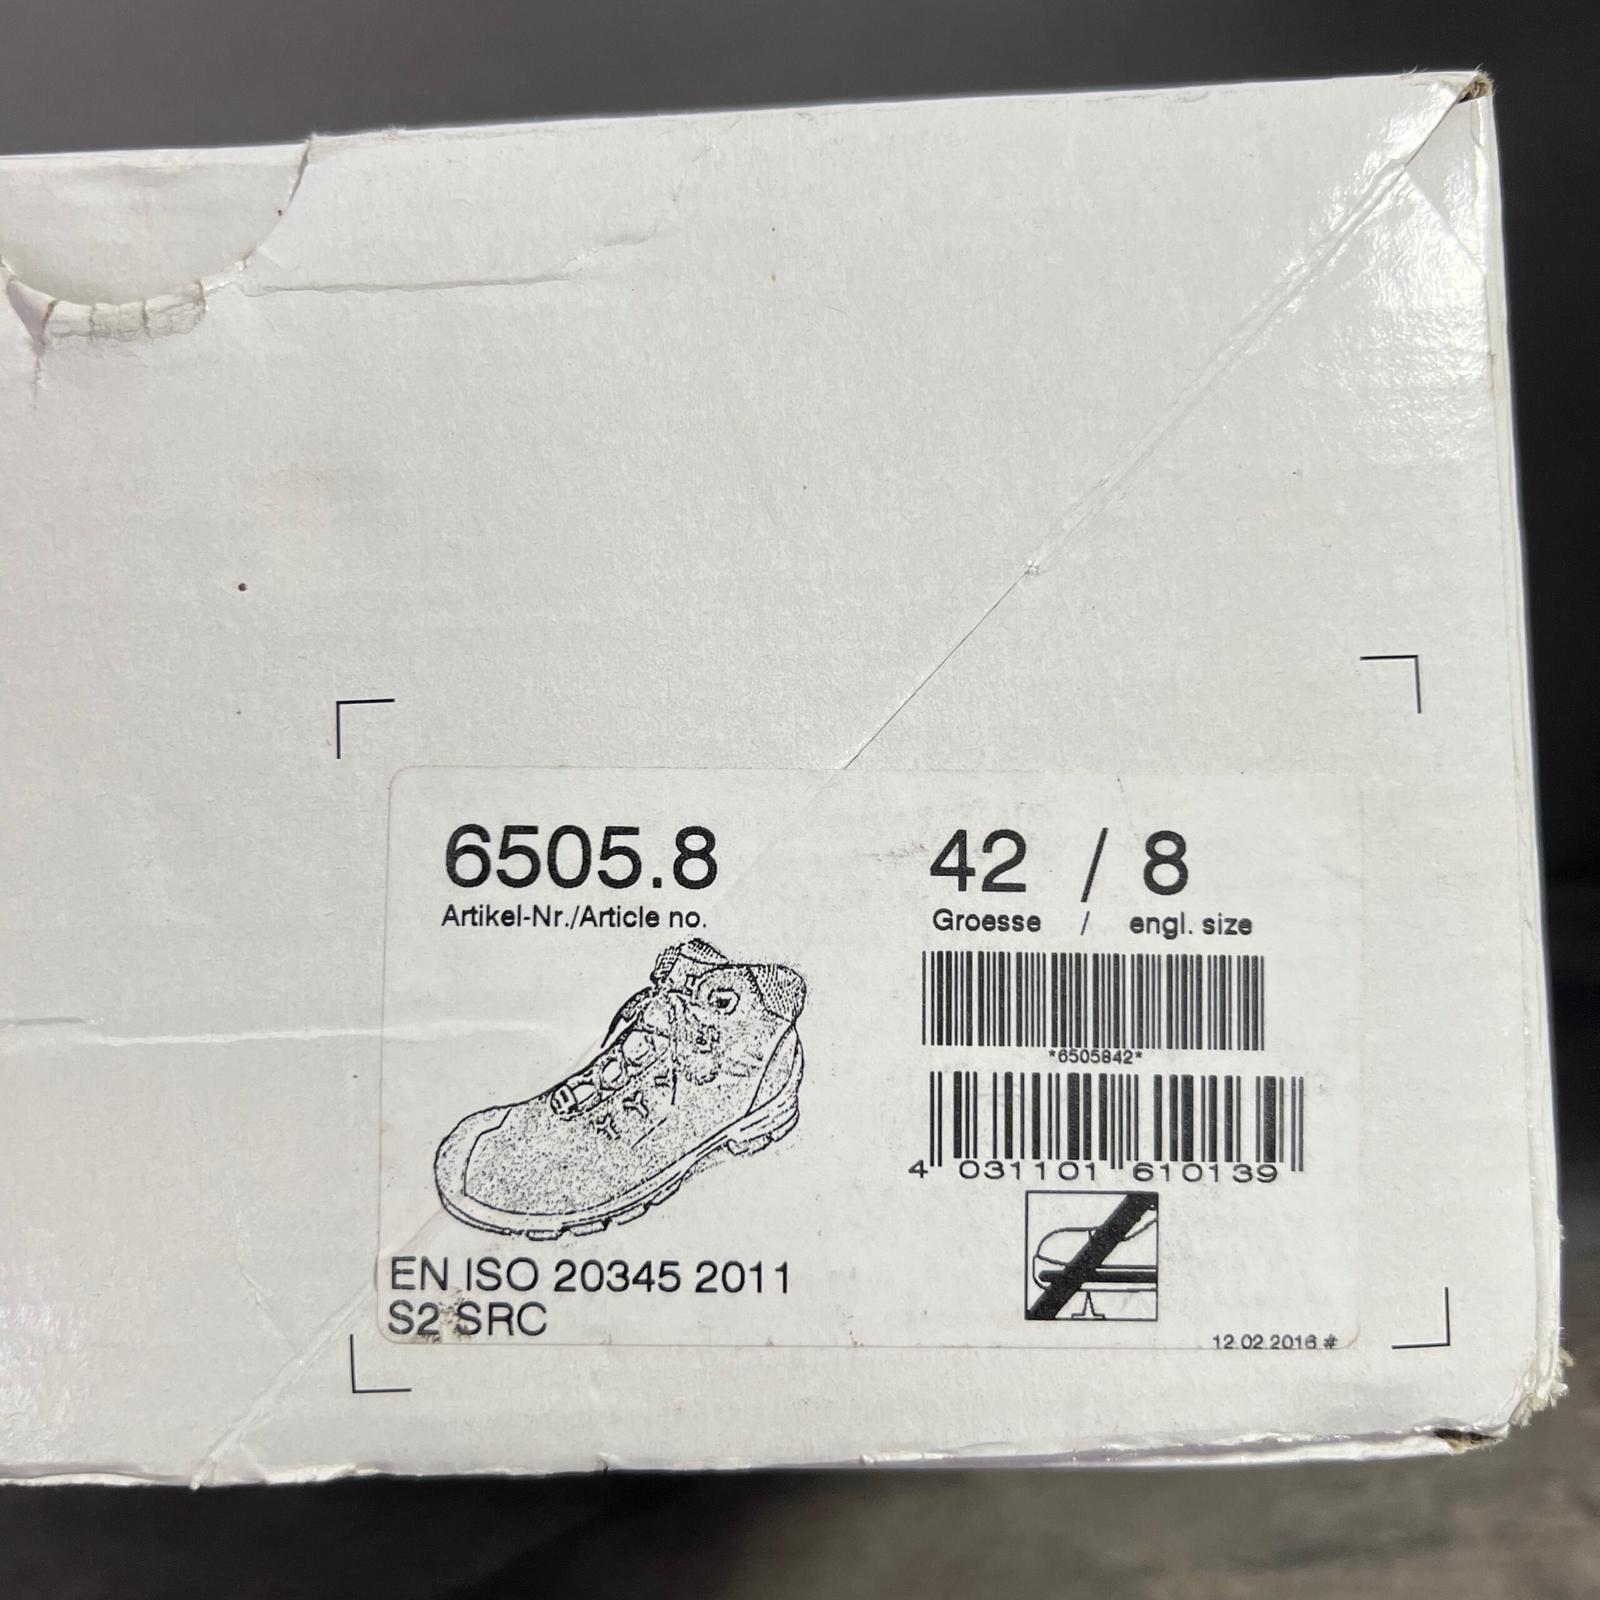 6505.8
Artikel-Nr./Article no.
42 / 8
Groesse / engl. size
*6505842*
4 031101 610139
EN ISO 20345 2011
S2 SRC
12.02.2016 #